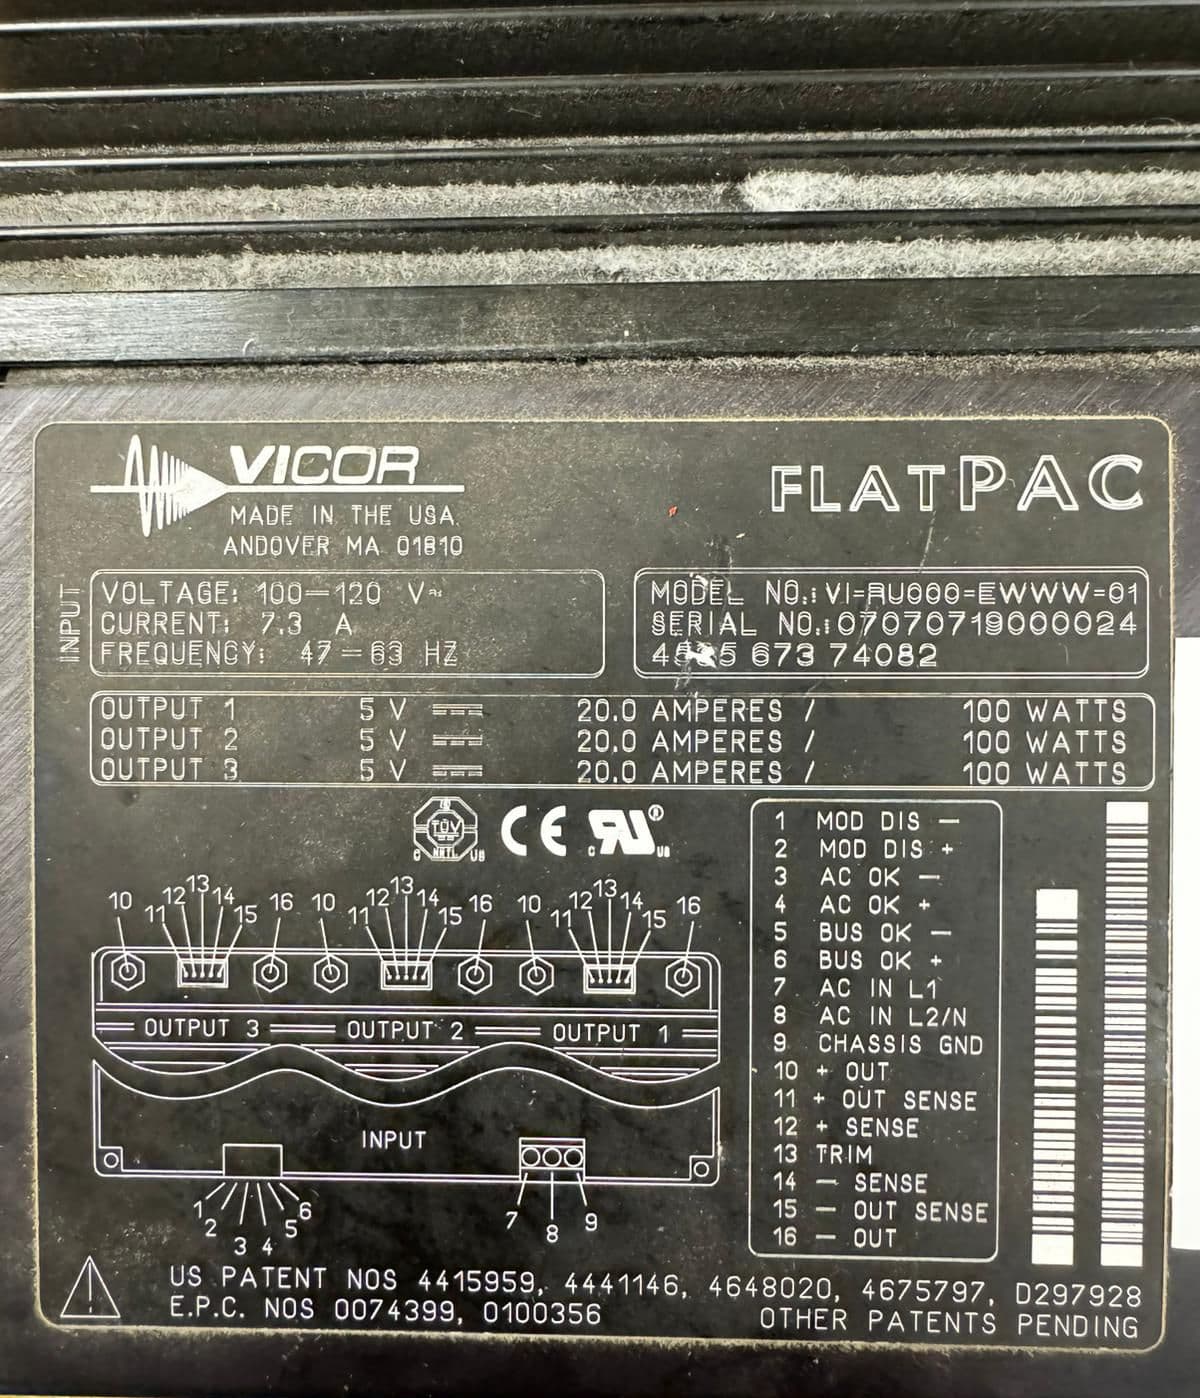 VICOR
MADE IN THE USA
ANDOVER MA 01810
FLATPAC
INPUT
VOLTAGE: 100-120 V~
CURRENT: 7.3 A
FREQUENCY: 47-63 HZ
MODEL NO.: VI-RU000-EWWW-01
SERIAL NO.: 07070719000024
673 74082
OUTPUT 1 5 V 20.0 AMPERES / 100 WATTS
OUTPUT 2 5 V 20.0 AMPERES / 100 WATTS
OUTPUT 3 5 V 20.0 AMPERES / 100 WATTS
TÜV
C NRTL US
CE
c RU ® US
10 11 12 13 14 15 16 10 11 12 13 14 15 16 10 11 12 13 14 15 16
OUTPUT 3 OUTPUT 2 OUTPUT 1
INPUT
1 2 3 4 5 6 7 8 9
1 MOD DIS -
2 MOD DIS +
3 AC OK -
4 AC OK +
5 BUS OK -
6 BUS OK +
7 AC IN L1
8 AC IN L2/N
9 CHASSIS GND
10 + OUT
11 + OUT SENSE
12 + SENSE
13 TRIM
14 - SENSE
15 - OUT SENSE
16 - OUT
US PATENT NOS 4415959, 4441146, 4648020, 4675797, D297928
E.P.C. NOS 0074399, 0100356 OTHER PATENTS PENDING